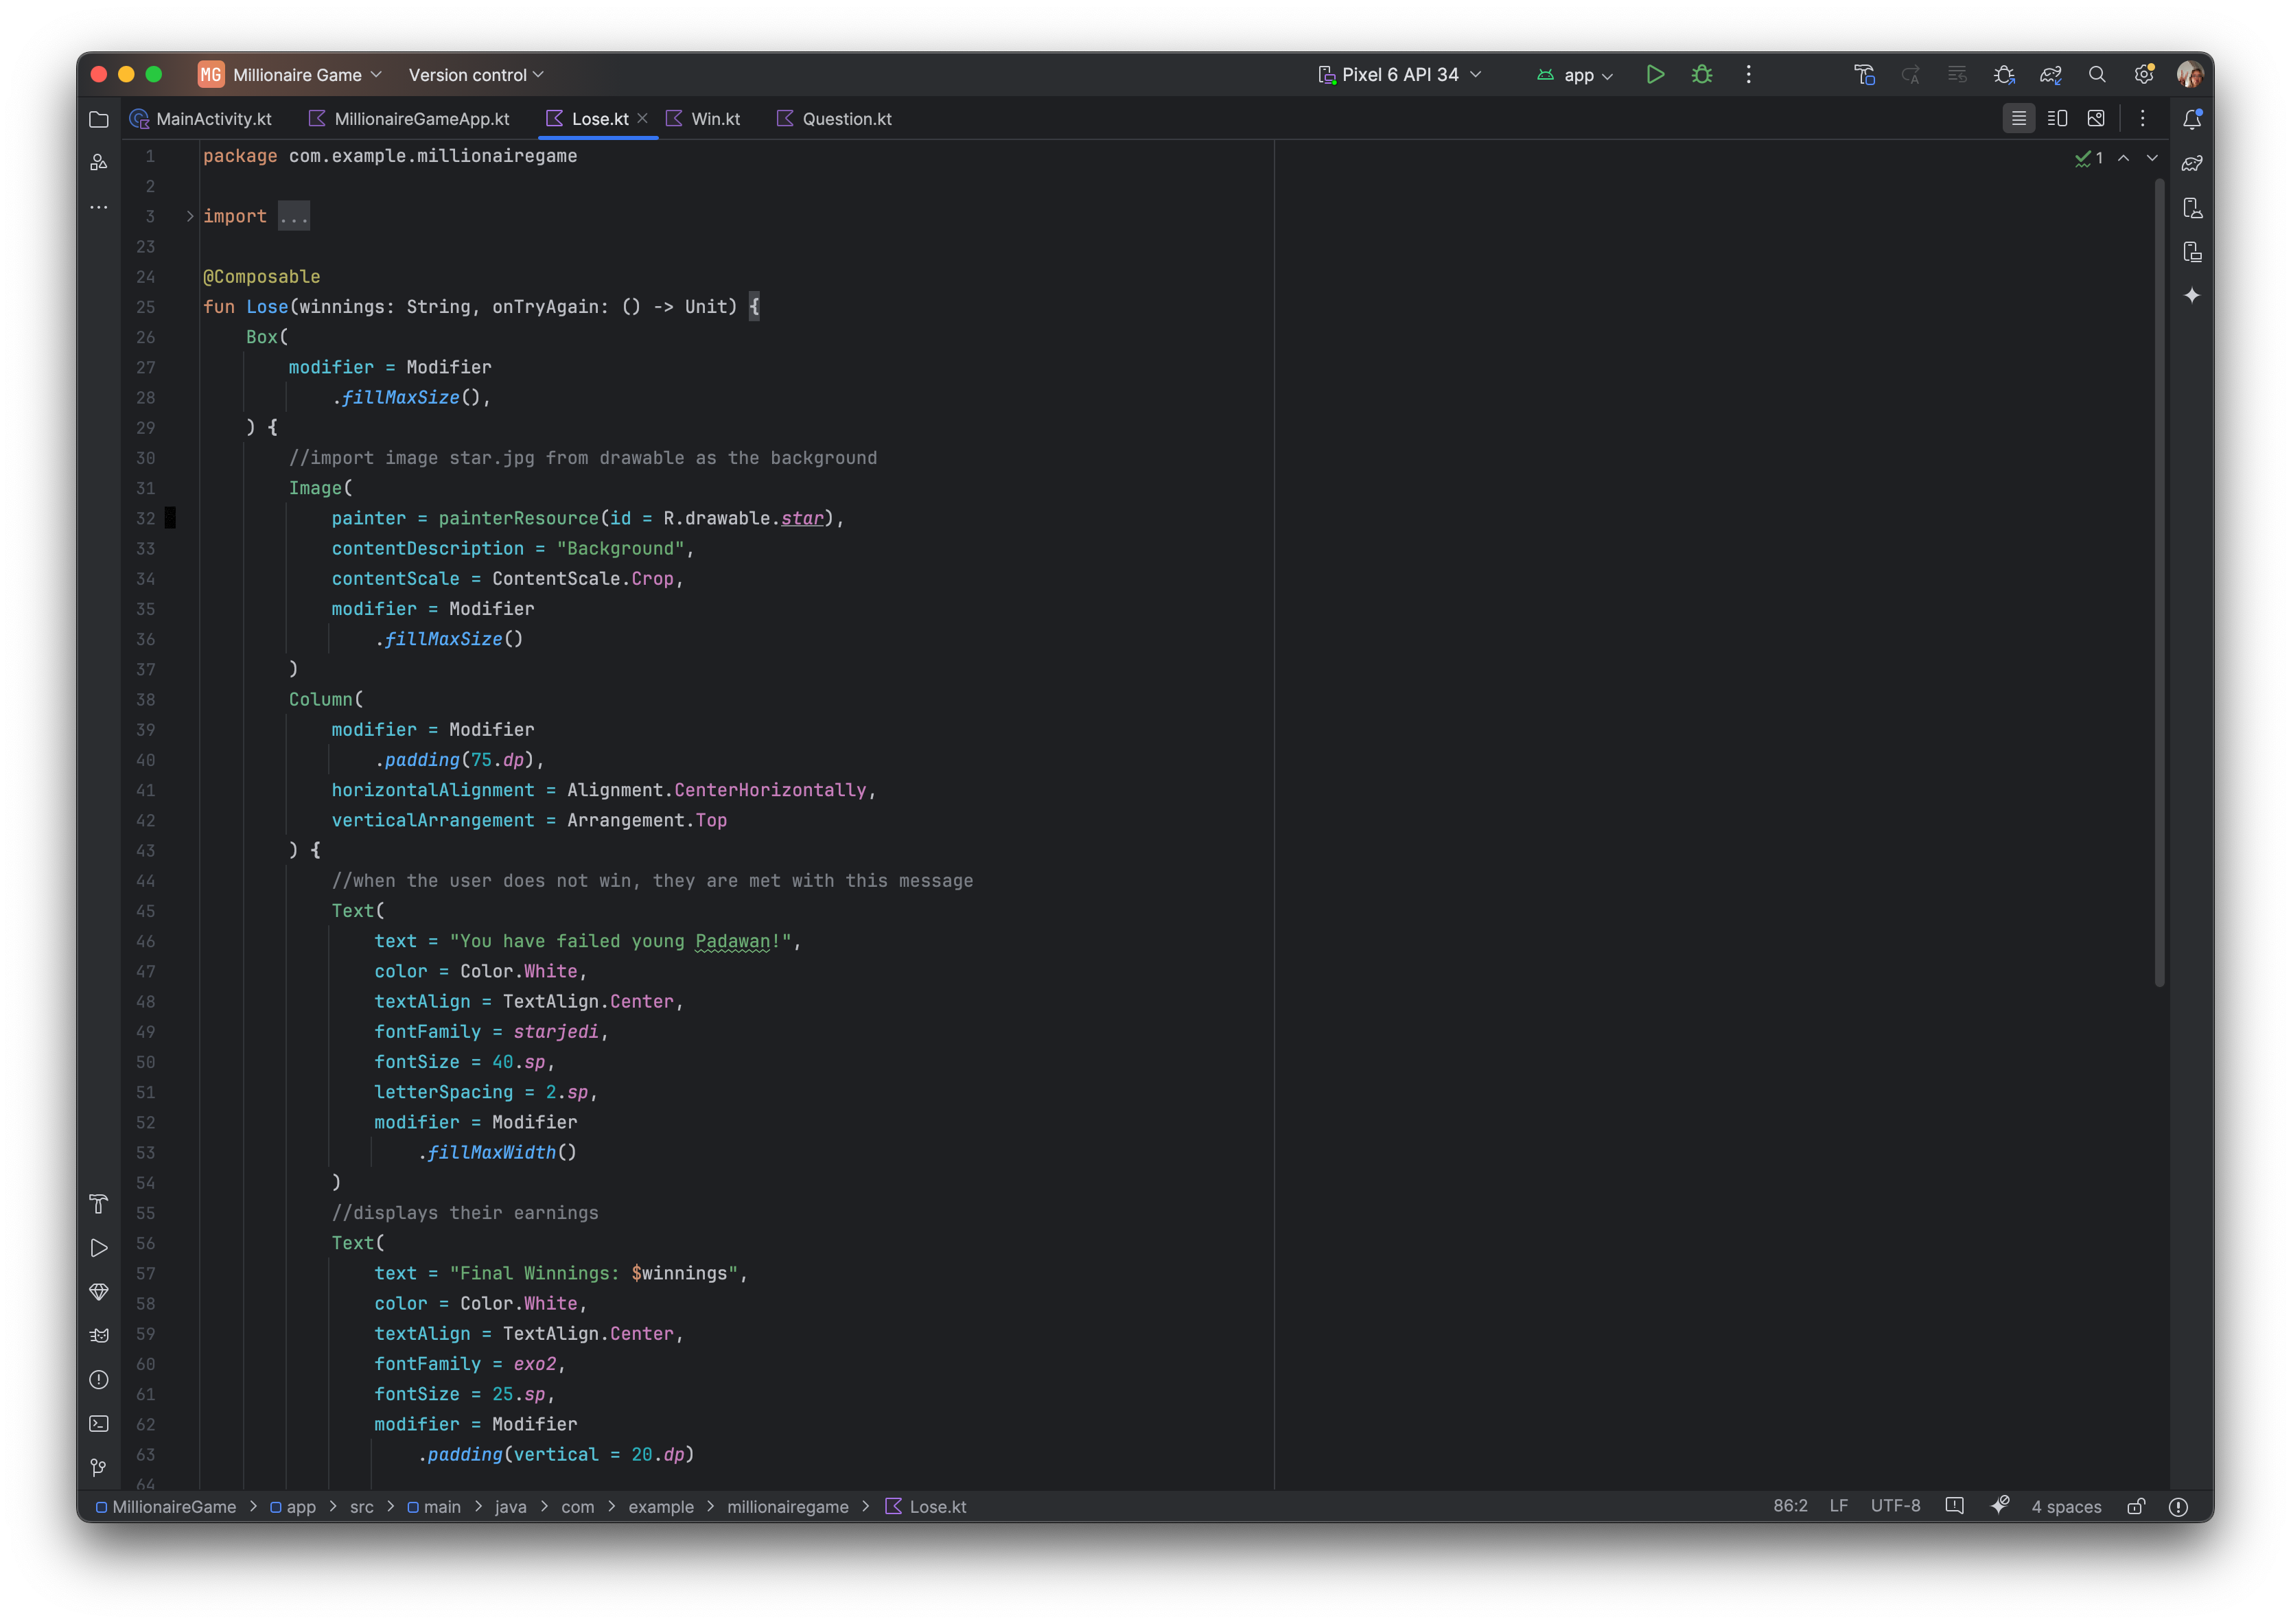 MG Millionaire Game Version control Pixel 6 API 34 app
MainActivity.kt MillionaireGameApp.kt Lose.kt Win.kt Question.kt
1 package com.example.millionairegame 1
2
3 import ...
23
24 @Composable
25 fun Lose(winnings: String, onTryAgain: () -> Unit) {
26 Box(
27 modifier = Modifier
28 .fillMaxSize(),
29 ) {
30 //import image star.jpg from drawable as the background
31 Image(
32 painter = painterResource(id = R.drawable.star),
33 contentDescription = "Background",
34 contentScale = ContentScale.Crop,
35 modifier = Modifier
36 .fillMaxSize()
37 )
38 Column(
39 modifier = Modifier
40 .padding(75.dp),
41 horizontalAlignment = Alignment.CenterHorizontally,
42 verticalArrangement = Arrangement.Top
43 ) {
44 //when the user does not win, they are met with this message
45 Text(
46 text = "You have failed young Padawan!",
47 color = Color.White,
48 textAlign = TextAlign.Center,
49 fontFamily = starjedi,
50 fontSize = 40.sp,
51 letterSpacing = 2.sp,
52 modifier = Modifier
53 .fillMaxWidth()
54 )
55 //displays their earnings
56 Text(
57 text = "Final Winnings: $winnings",
58 color = Color.White,
59 textAlign = TextAlign.Center,
60 fontFamily = exo2,
61 fontSize = 25.sp,
62 modifier = Modifier
63 .padding(vertical = 20.dp)
64
MillionaireGame > app > src > main > java > com > example > millionairegame > Lose.kt 86:2 LF UTF-8 4 spaces